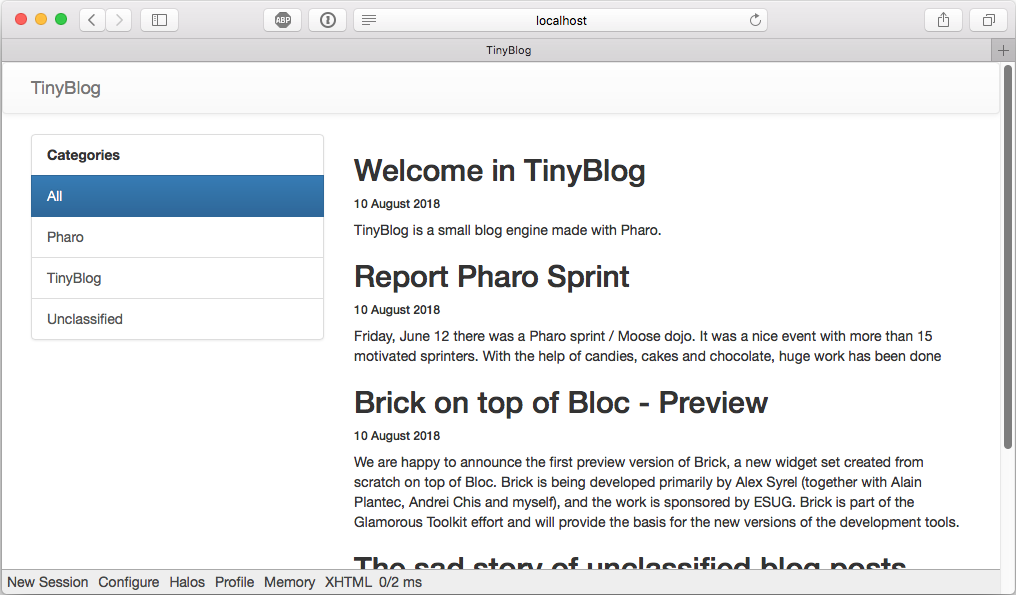 ABP
localhost
TinyBlog
TinyBlog
Categories
All
Pharo
TinyBlog
Unclassified
Welcome in TinyBlog
10 August 2018
TinyBlog is a small blog engine made with Pharo.
Report Pharo Sprint
10 August 2018
Friday, June 12 there was a Pharo sprint / Moose dojo. It was a nice event with more than 15
motivated sprinters. With the help of candies, cakes and chocolate, huge work has been done
Brick on top of Bloc - Preview
10 August 2018
We are happy to announce the first preview version of Brick, a new widget set created from
scratch on top of Bloc. Brick is being developed primarily by Alex Syrel (together with Alain
Plantec, Andrei Chis and myself), and the work is sponsored by ESUG. Brick is part of the
Glamorous Toolkit effort and will provide the basis for the new versions of the development tools.
The sad story of unclassified blog posts
New Session Configure Halos Profile Memory XHTML 0/2 ms